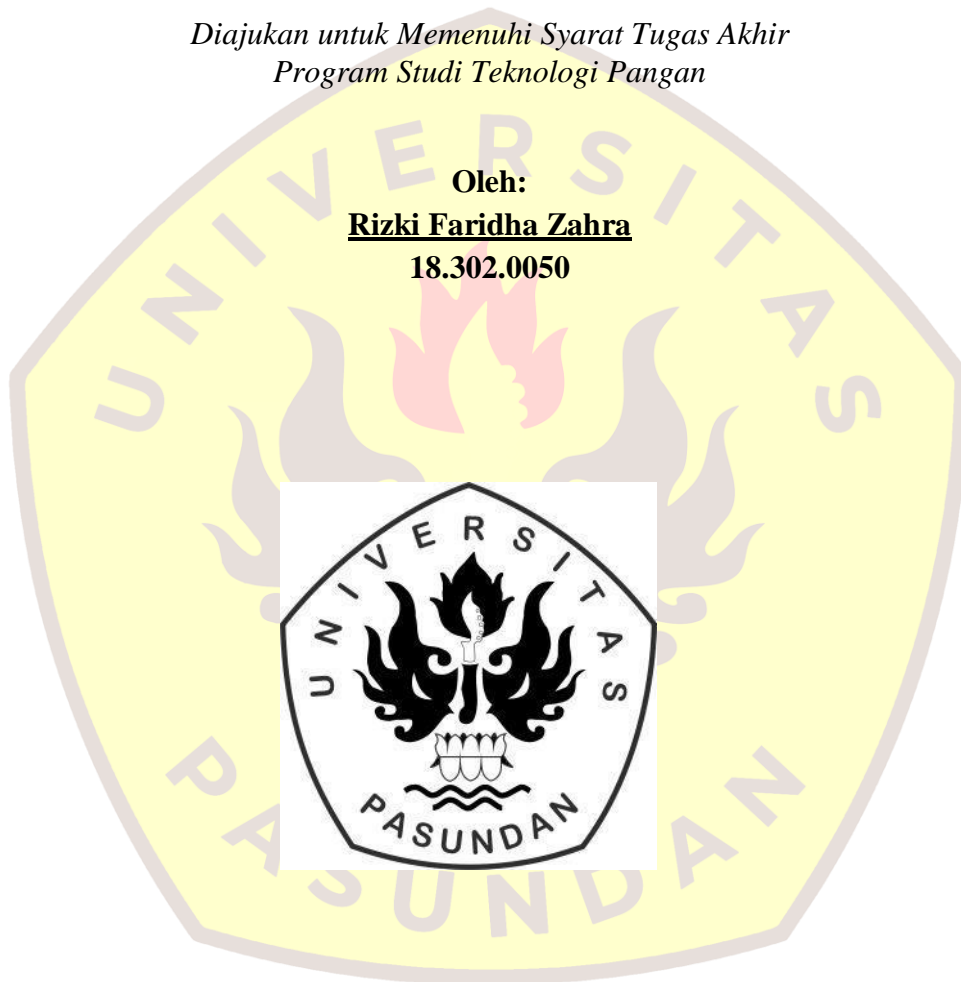 Diajukan untuk Memenuhi Syarat Tugas Akhir
Program Studi Teknologi Pangan
Oleh:
Rizki Faridha Zahra
18.302.0050
UNIVERSITAS
PASUNDAN
UNIVERSITAS
PASUNDAN